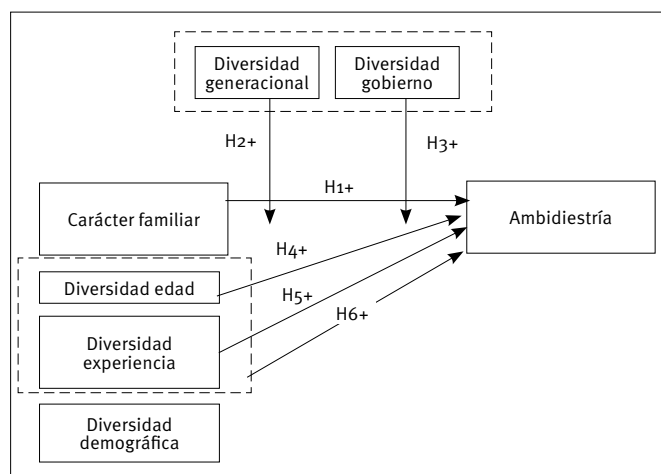 Diversidad
generacional
Diversidad
gobierno
H2+
H3+
H1+
Carácter familiar
Ambidiestría
H4+
Diversidad edad
H5+
H6+
Diversidad
experiencia
Diversidad
demográfica